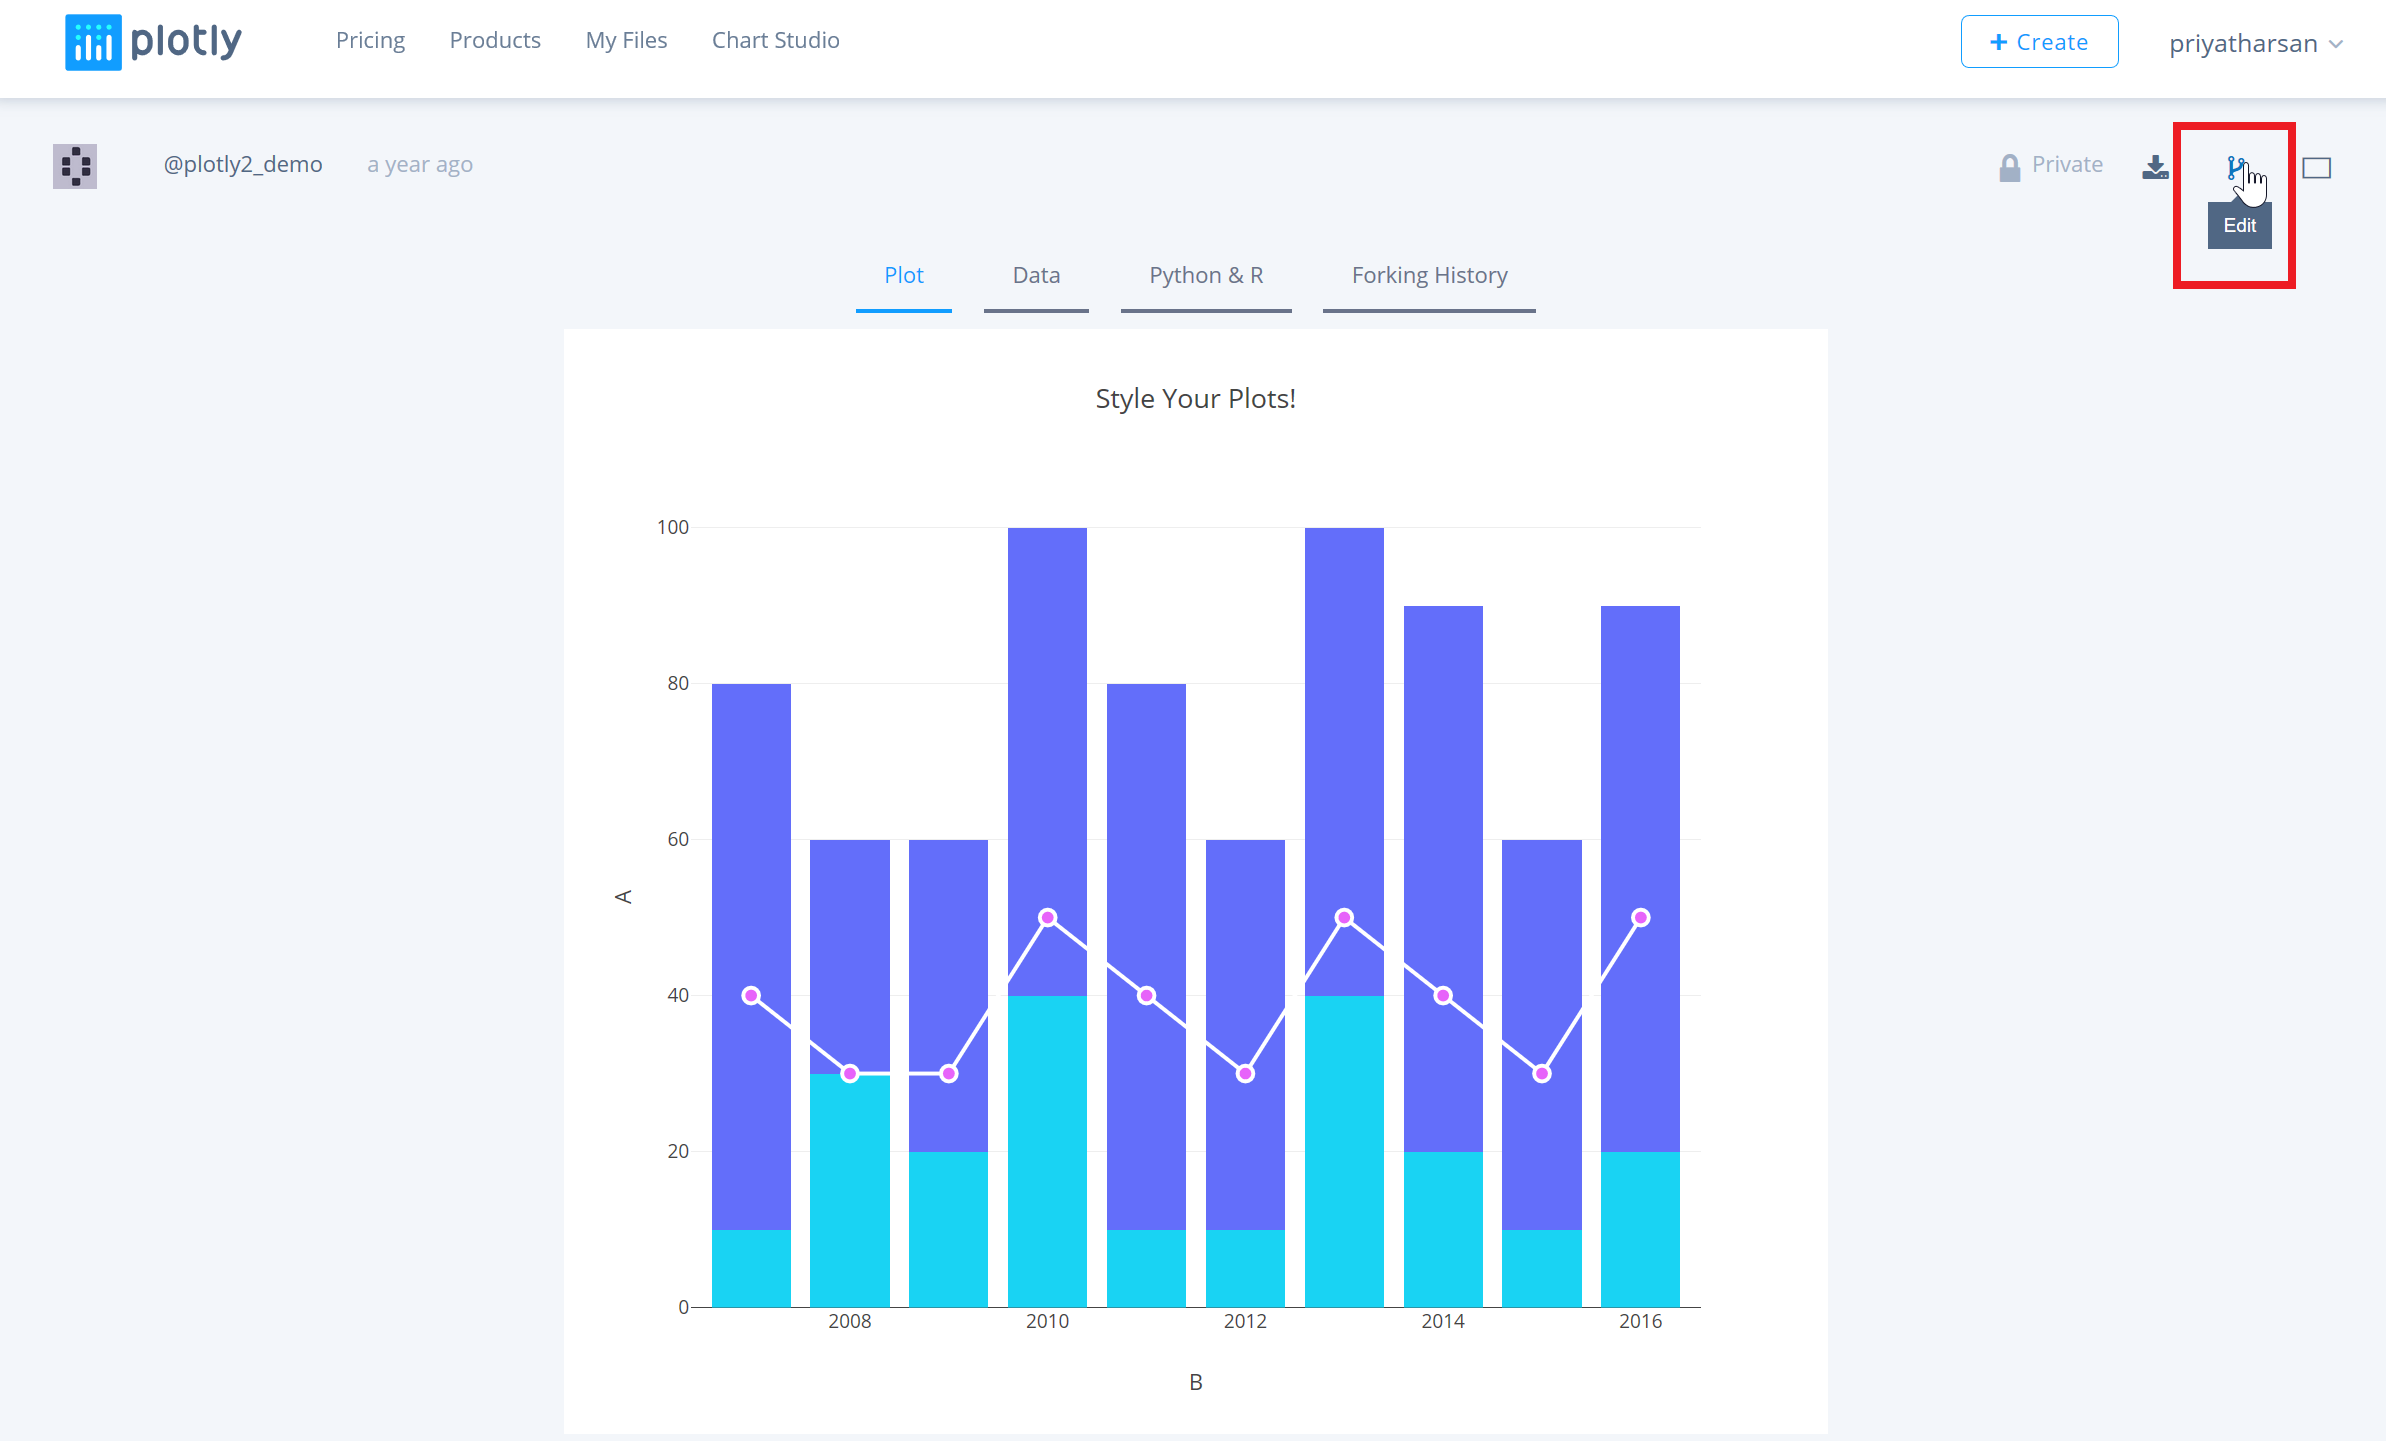 plotly Pricing Products My Files Chart Studio + Create priyatharsan
@plotly2_demo a year ago Private
Edit
Plot Data Python & R Forking History
Style Your Plots!
100
80
60
A
40
20
0
2008 2010 2012 2014 2016
B